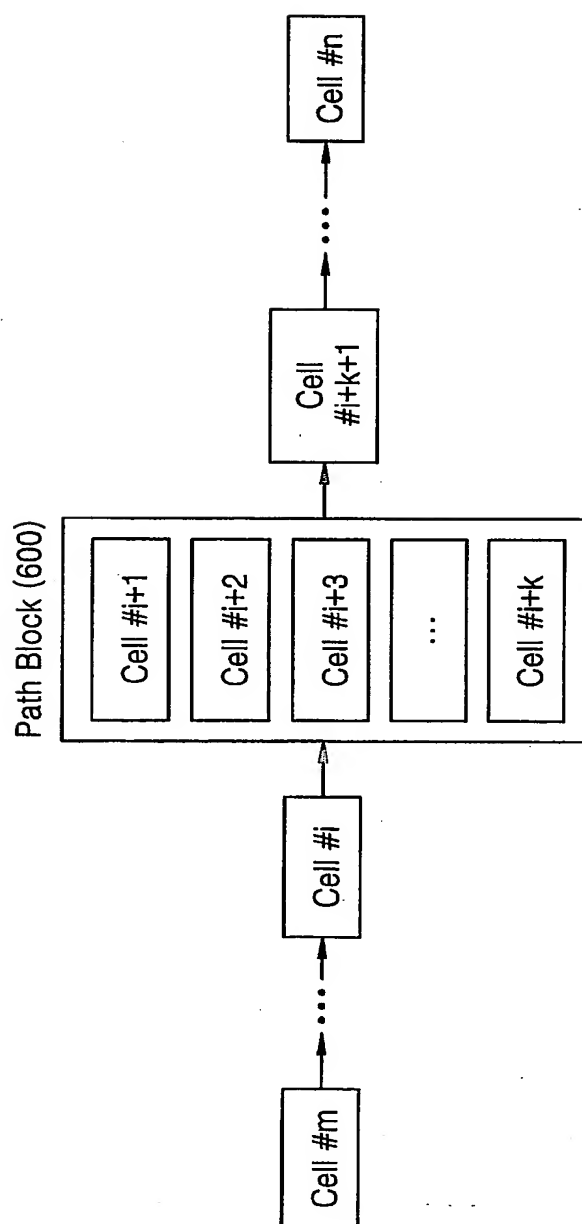 Path Block (600)
Cell #m
...
Cell #i
Cell #i+1
Cell #i+2
Cell #i+3
...
Cell #i+k
Cell
#i+k+1
...
Cell #n